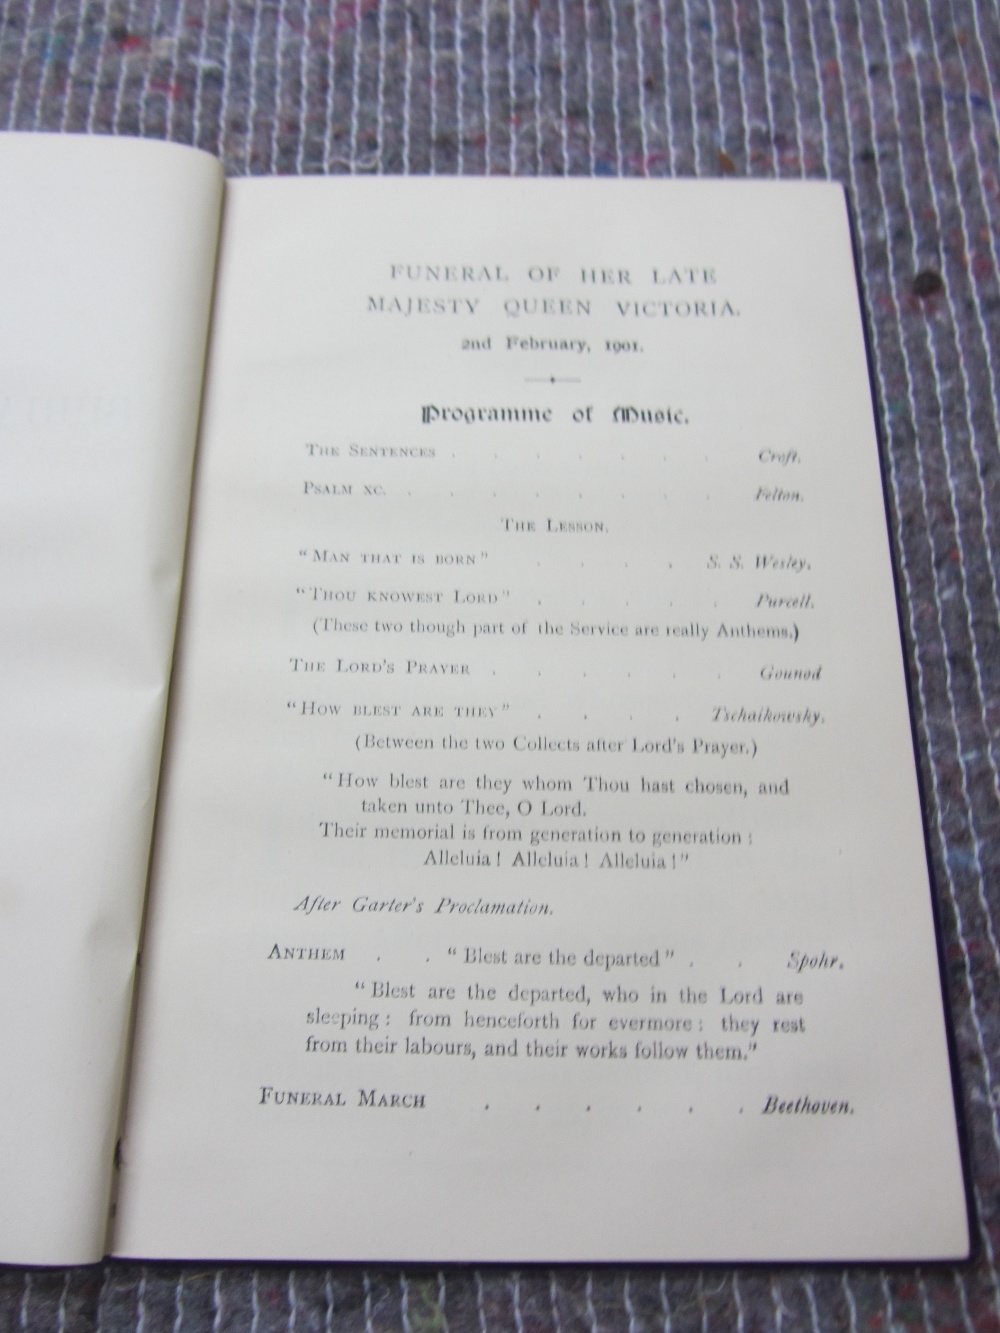 FUNERAL OF HER LATE
MAJESTY QUEEN VICTORIA.
2nd February, 1901.
Programme of Music.
THE SENTENCES . . . . . . . Croft.
PSALM XC. . . . . . . . . Felton.
THE LESSON.
"MAN THAT IS BORN" . . . . S. S. Wesley.
"THOU KNOWEST LORD" . . . . . Purcell.
(These two though part of the Service are really Anthems.)
THE LORD'S PRAYER . . . . . . Gounod
"HOW BLEST ARE THEY" . . . . Tschaikowsky.
(Between the two Collects after Lord's Prayer.)
"How blest are they whom Thou hast chosen, and
taken unto Thee, O Lord.
Their memorial is from generation to generation :
Alleluia ! Alleluia ! Alleluia !"
After Garter's Proclamation.
ANTHEM . . "Blest are the departed" . . Spohr.
"Blest are the departed, who in the Lord are
sleeping : from henceforth for evermore : they rest
from their labours, and their works follow them."
FUNERAL MARCH . . . . . . Beethoven.